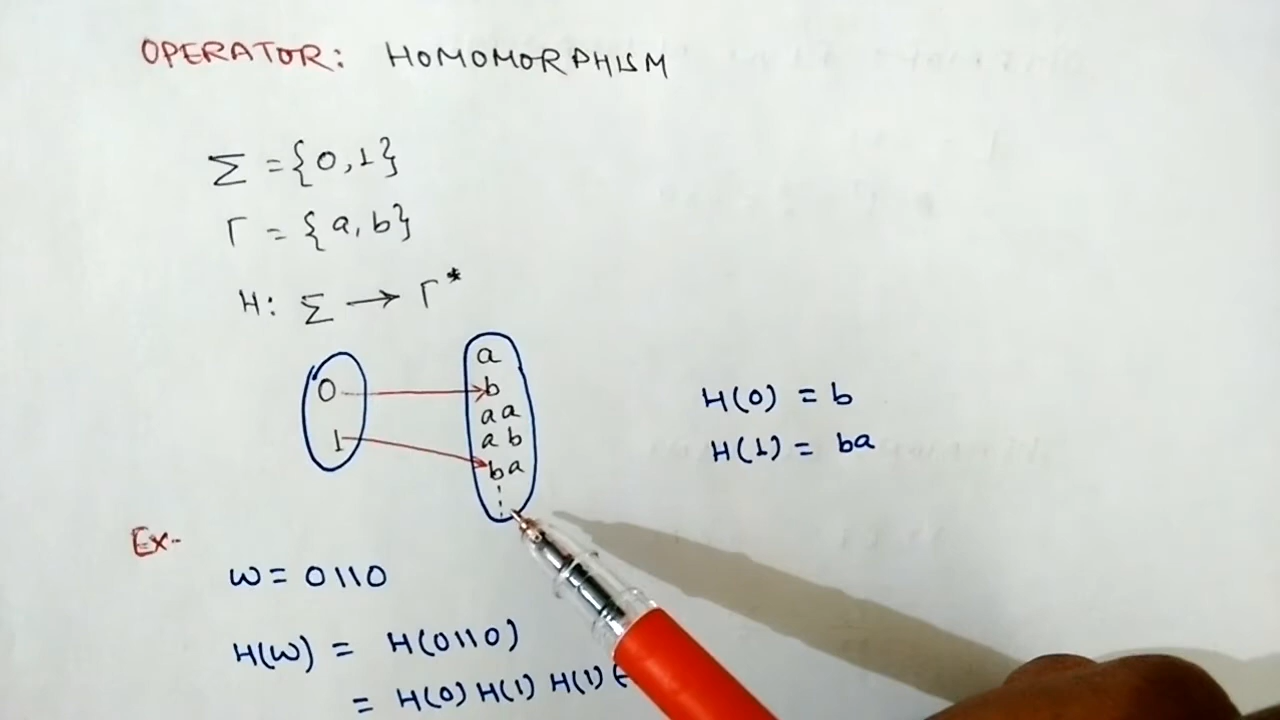 OPERATOR: HOMOMORPHISM
Σ = {0,1}
Γ = {a, b}
H: Σ → Γ*
a
0 b
aa
1 ab
ba
H(0) = b
H(1) = ba
Ex-
W = 0110
H(W) = H(0110)
= H(0) H(1) H(1)